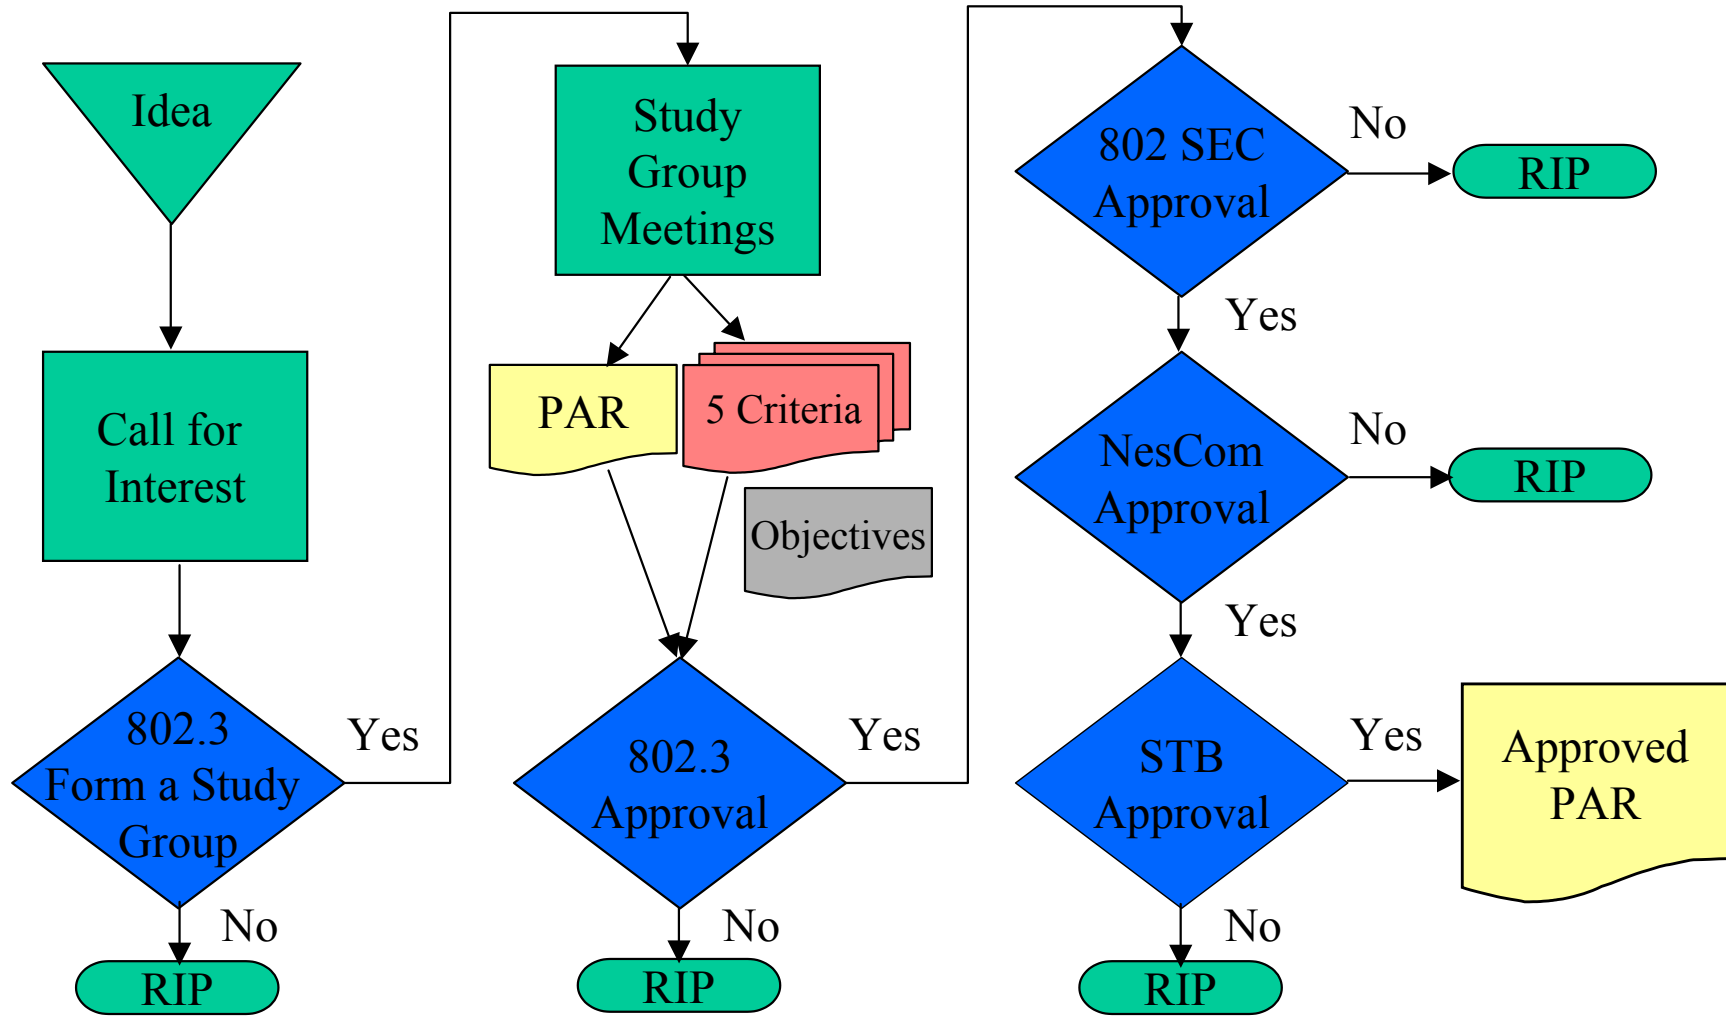 Idea
Call for
Interest
802.3
Form a Study
Group
Yes
No
RIP
Study
Group
Meetings
PAR
5 Criteria
Objectives
802.3
Approval
Yes
No
RIP
802 SEC
Approval
No
RIP
Yes
NesCom
Approval
No
RIP
Yes
STB
Approval
Yes
Approved
PAR
No
RIP